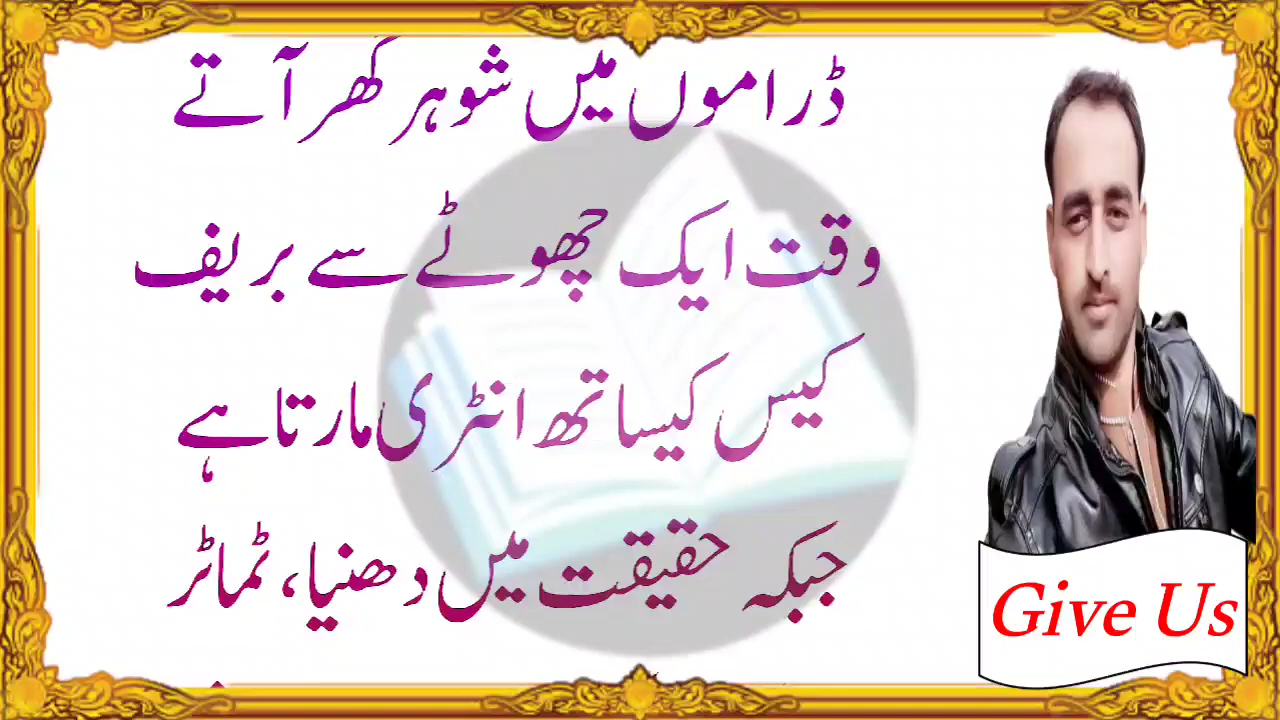 ڈراموں میں شوہر گھر آتے
وقت ایک چھوٹے سے بریف
کیس کیساتھ انٹری مارتا ہے
جبکہ حقیقت میں دھنیا، ٹماٹر
Give Us